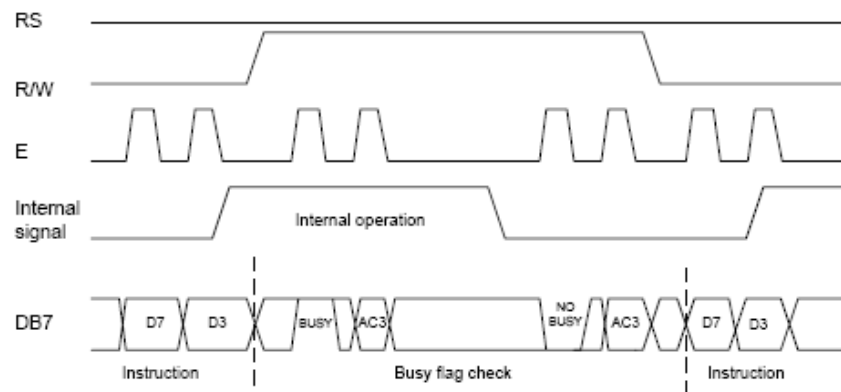 RS
R/W
E
Internal
signal
Internal operation
DB7
D7
D3
BUSY
AC3
NO
BUSY
AC3
D7
D3
Instruction
Busy flag check
Instruction